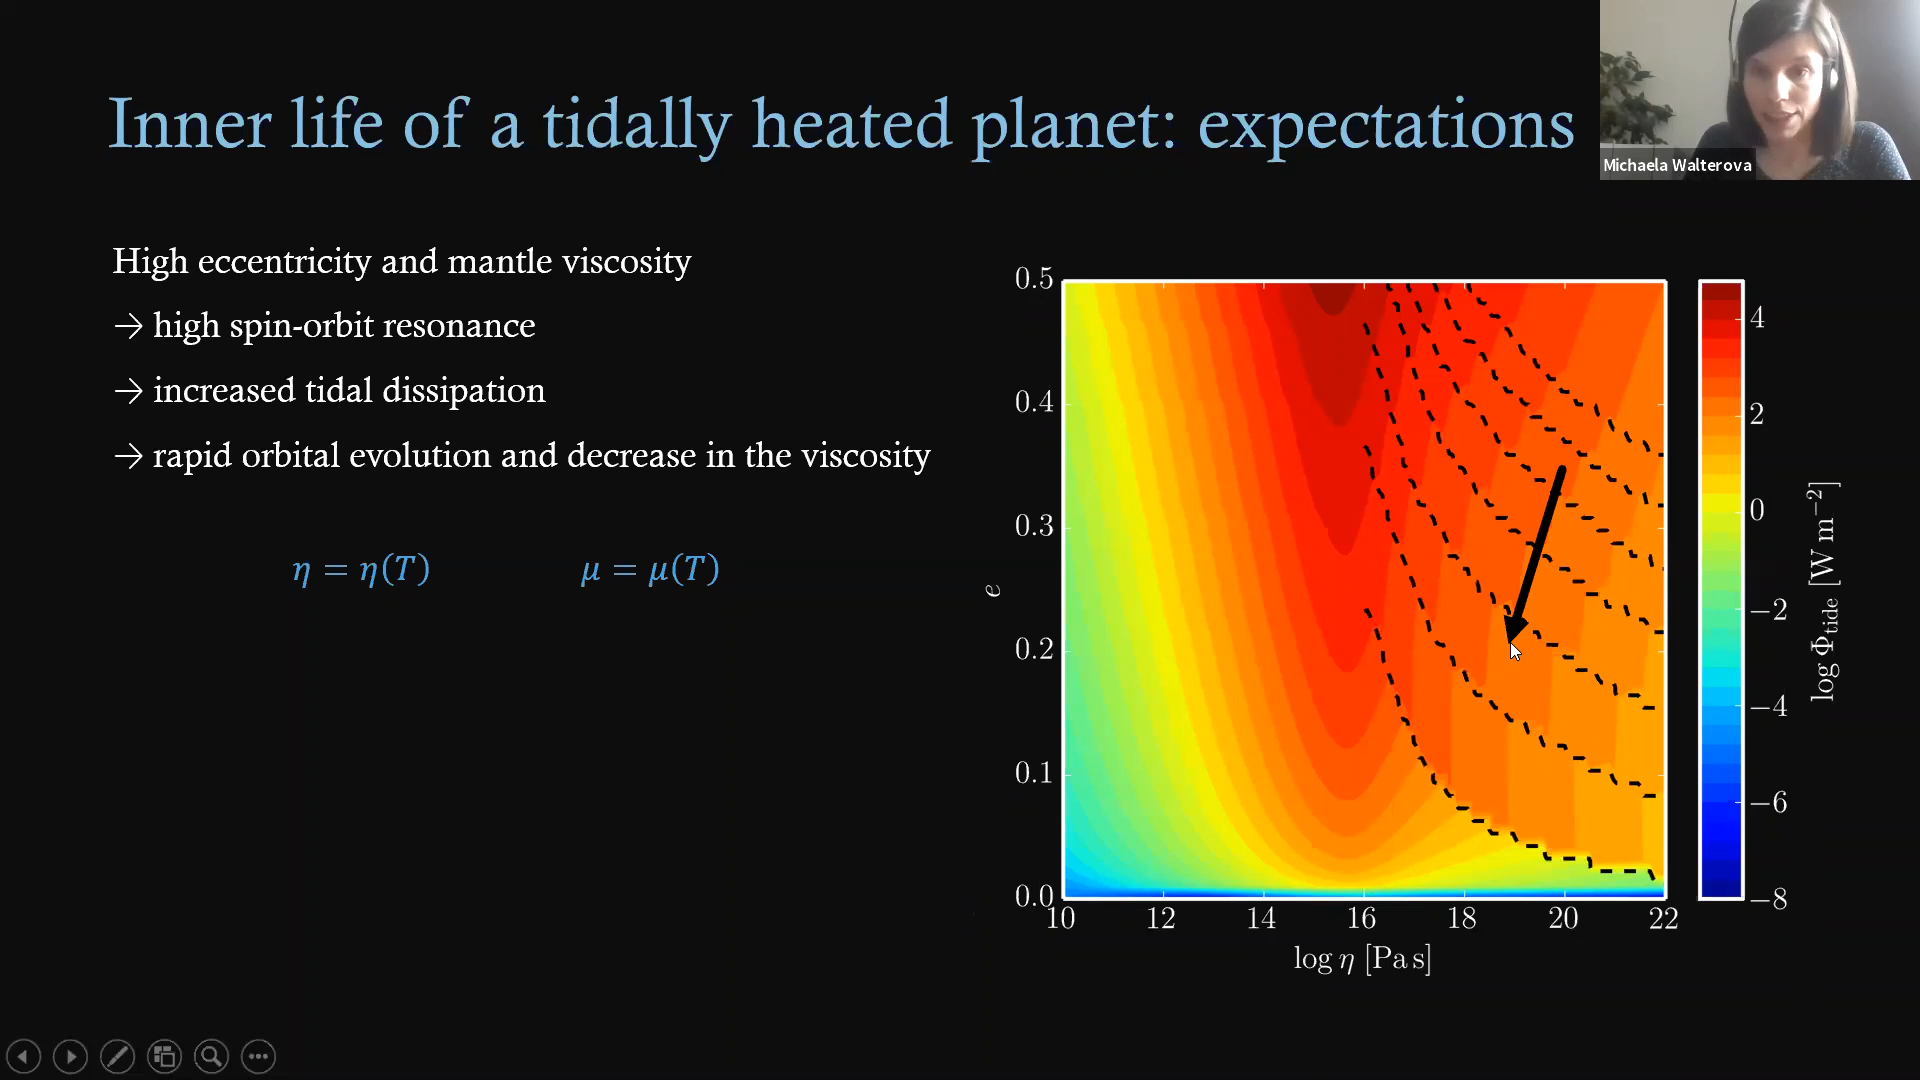 Inner life of a tidally heated planet: expectations
Michaela Walterova
High eccentricity and mantle viscosity
→ high spin-orbit resonance
→ increased tidal dissipation
→ rapid orbital evolution and decrease in the viscosity
η = η(T)
μ = μ(T)
0.5
0.4
0.3
0.2
0.1
0.0
e
10 12 14 16 18 20 22
log η [Pa s]
4
2
0
−2
−4
−6
−8
log Φtide [W m−2]